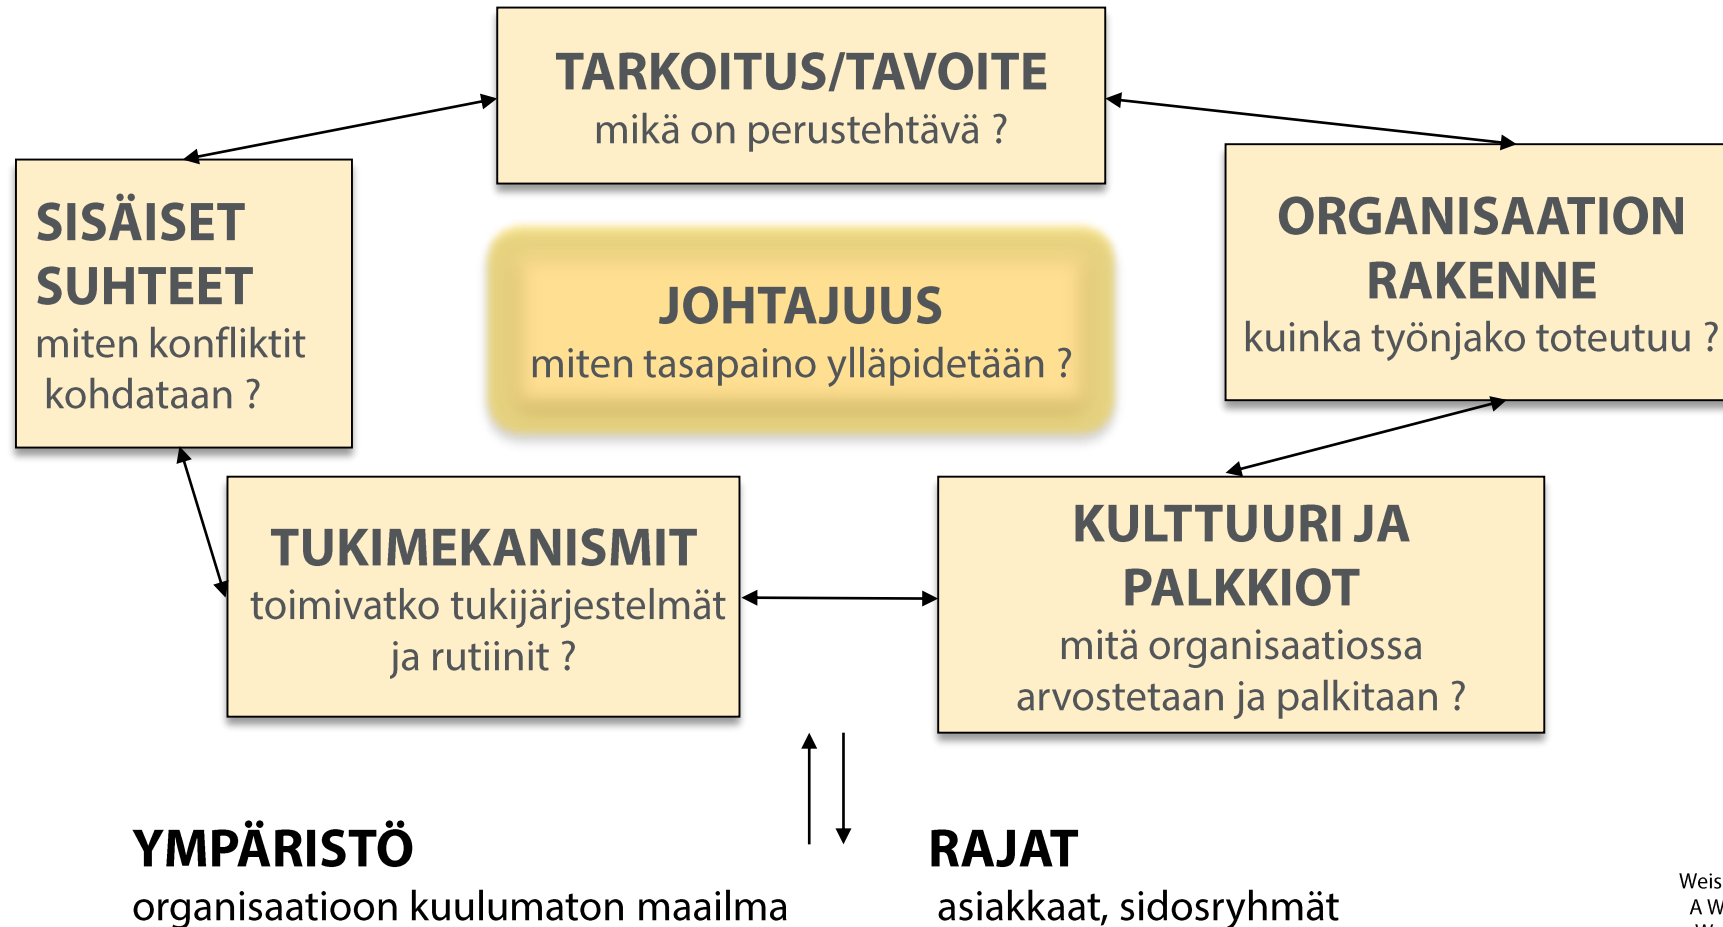 TARKOITUS/TAVOITE
mikä on perustehtävä ?
SISÄISET
SUHTEET
miten konfliktit
kohdataan ?
JOHTAJUUS
miten tasapaino ylläpidetään ?
ORGANISAATION
RAKENNE
kuinka työnjako toteutuu ?
TUKIMEKANISMIT
toimivatko tukijärjestelmät
ja rutiinit ?
KULTTUURI JA
PALKKIOT
mitä organisaatiossa
arvostetaan ja palkitaan ?
YMPÄRISTÖ
organisaatioon kuulumaton maailma
RAJAT
asiakkaat, sidosryhmät
Weis
A W